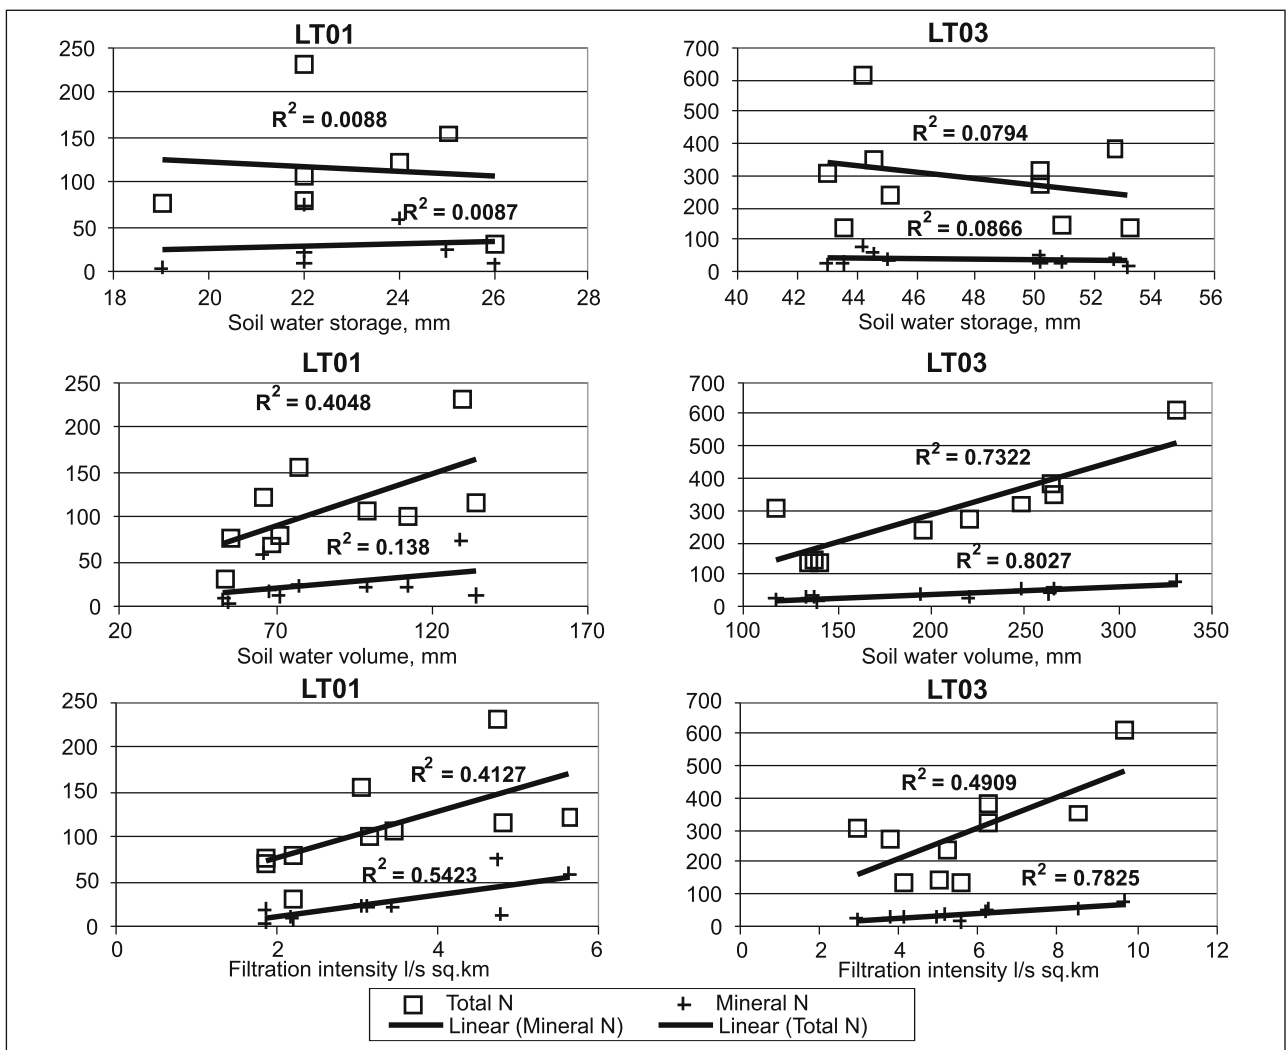 LT01
250
200
150
100
50
0
R2 = 0.0088
R2 = 0.0087
18 20 22 24 26 28
Soil water storage, mm
LT03
700
600
500
400
300
200
100
0
R2 = 0.0794
R2 = 0.0866
40 42 44 46 48 50 52 54 56
Soil water storage, mm
LT01
250
200
150
100
50
0
R2 = 0.4048
R2 = 0.138
20 70 120 170
Soil water volume, mm
LT03
700
600
500
400
300
200
100
0
R2 = 0.7322
R2 = 0.8027
100 150 200 250 300 350
Soil water volume, mm
LT01
250
200
150
100
50
0
R2 = 0.4127
R2 = 0.5423
0 2 4 6
Filtration intensity l/s sq.km
LT03
700
600
500
400
300
200
100
0
R2 = 0.4909
R2 = 0.7825
0 2 4 6 8 10 12
Filtration intensity l/s sq.km
Total N Mineral N
Linear (Mineral N) Linear (Total N)